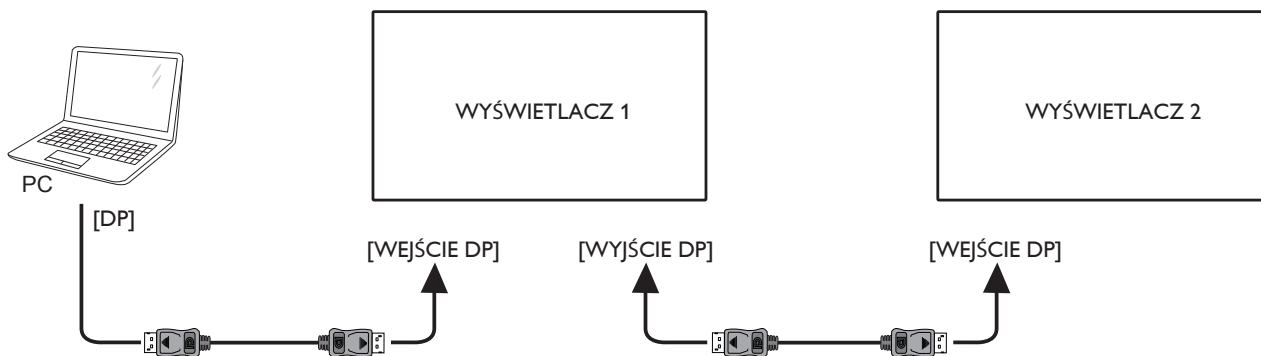 WYŚWIETLACZ 1
WYŚWIETLACZ 2
PC
[DP]
[WEJŚCIE DP]
[WYJŚCIE DP]
[WEJŚCIE DP]